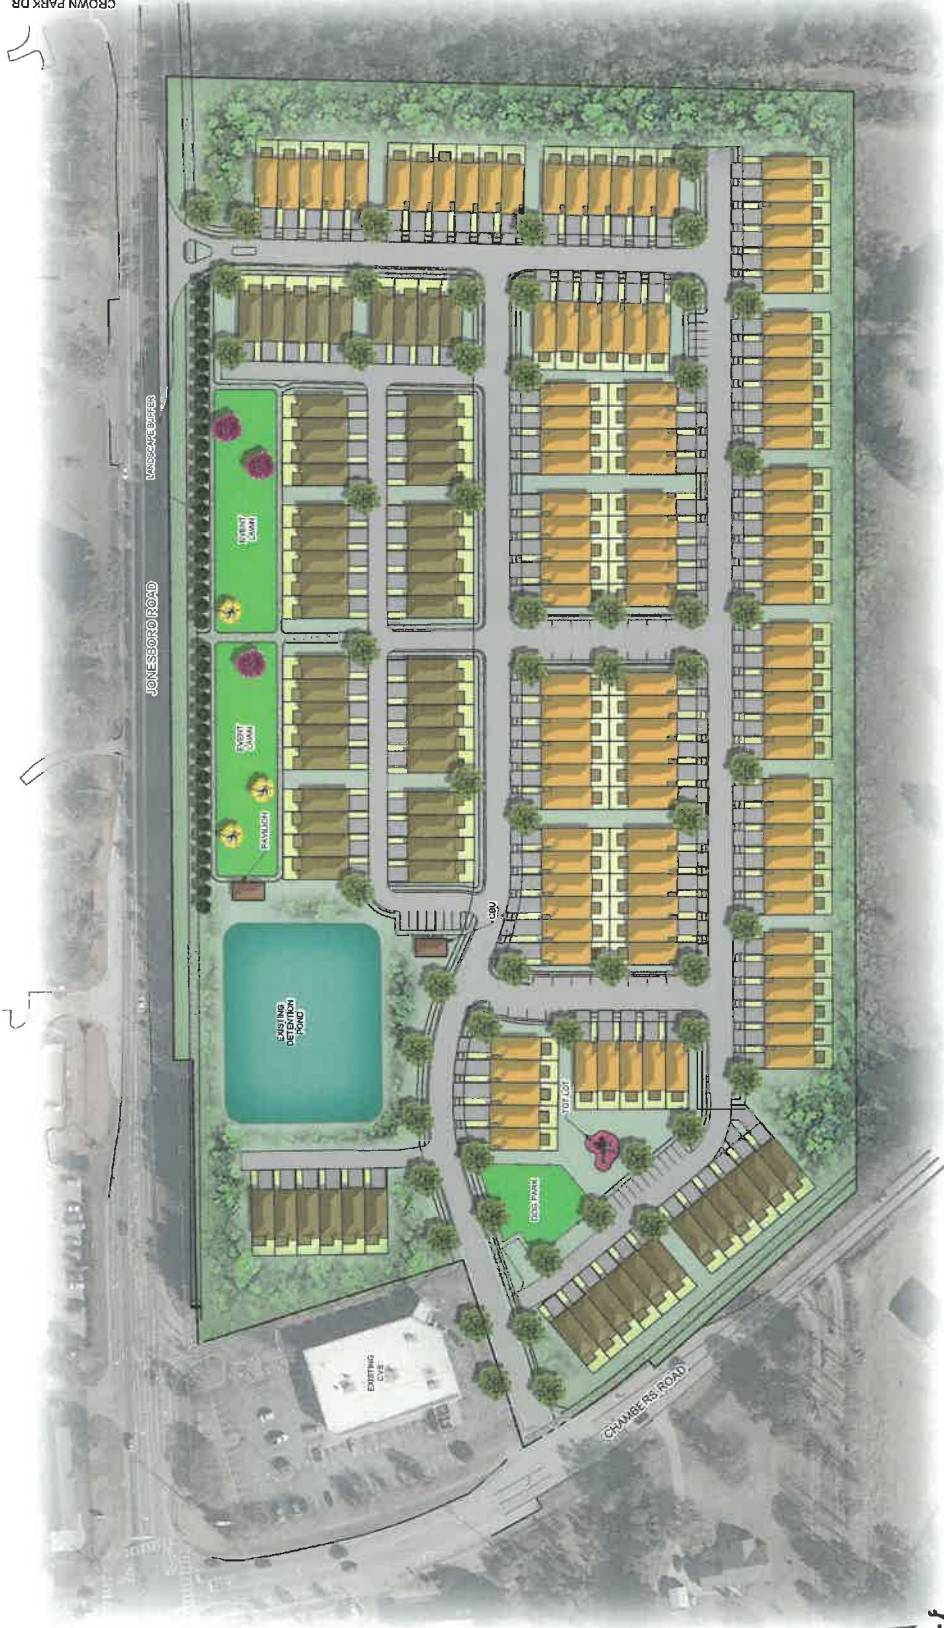 CROWN PARK DR
LANDSCAPE BUFFER
JONESBORO ROAD
EVENT
LAWN
EVENT
LAWN
PAVILION
CBU
EXISTING
DETENTION
POND
TOT LOT
DOG PARK
EXISTING
CVS
CHAMBERS ROAD